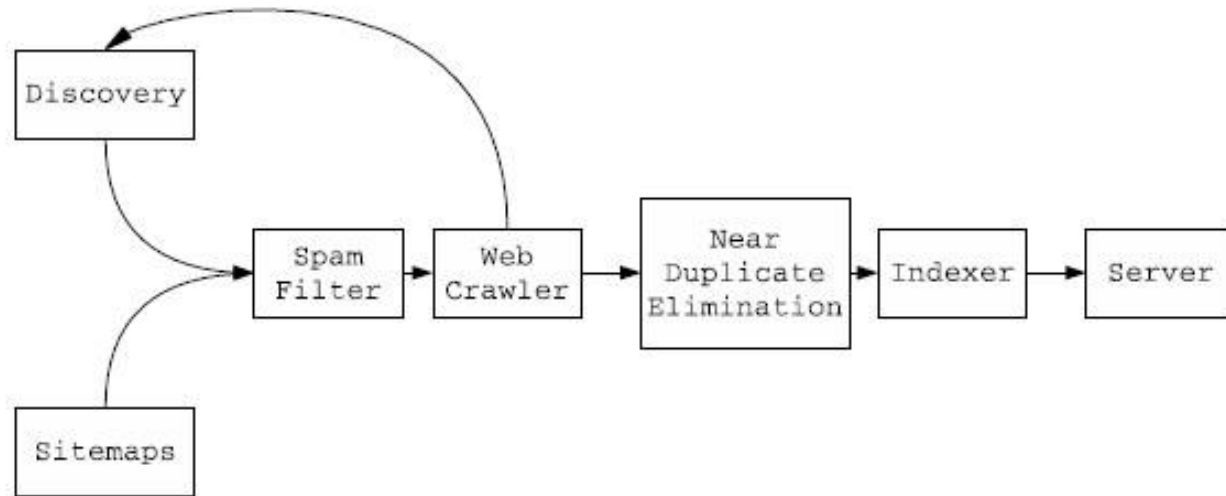 Discovery
Spam
Filter
Web
Crawler
Near
Duplicate
Elimination
Indexer
Server
Sitemaps